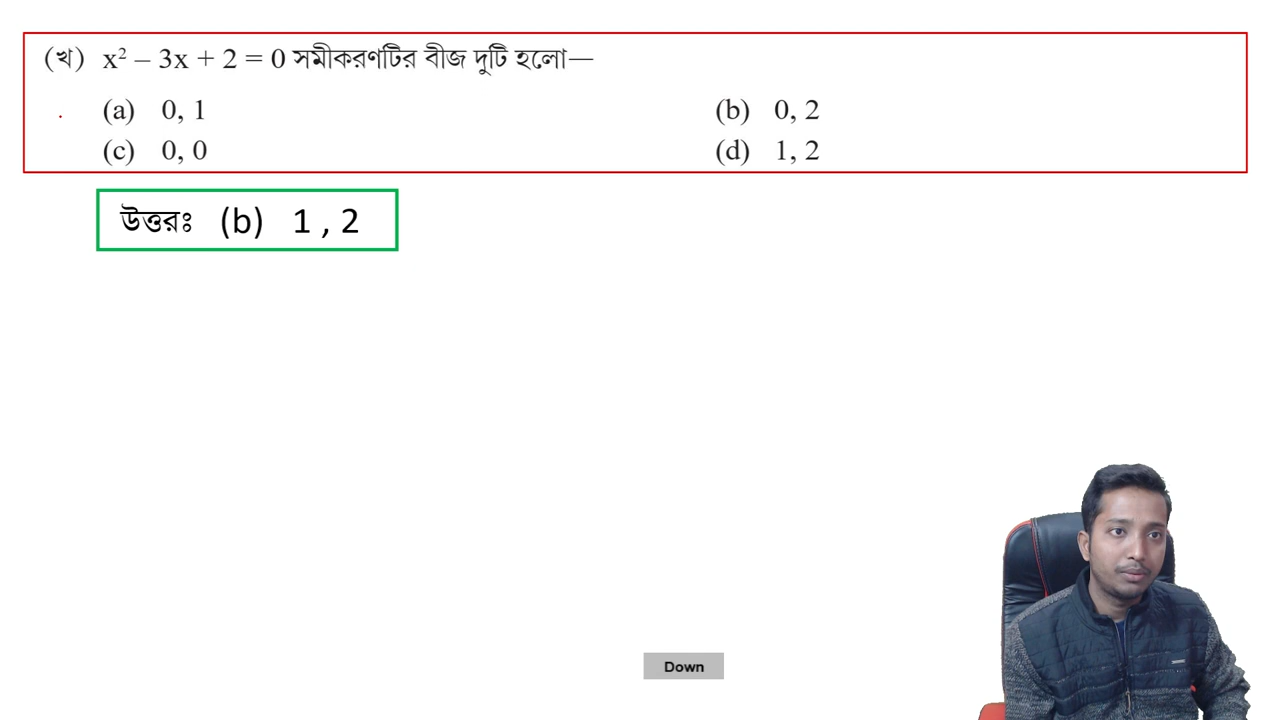 (খ) x² – 3x + 2 = 0 সমীকরণটির বীজ দুটি হলো—
(a) 0, 1 (b) 0, 2
(c) 0, 0 (d) 1, 2
উত্তরঃ (b) 1 , 2
Down